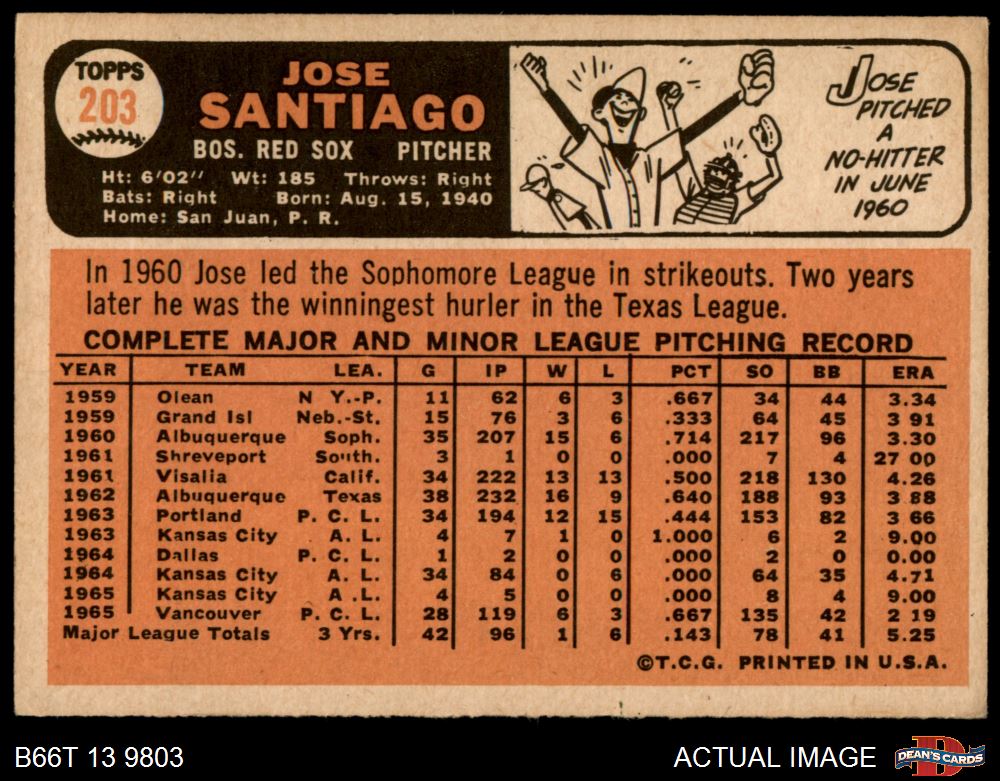 TOPPS
203
JOSE
SANTIAGO
BOS. RED SOX PITCHER
Ht: 6'02" Wt: 185 Throws: Right
Bats: Right Born: Aug. 15, 1940
Home: San Juan, P. R.
JOSE
PITCHED
A
NO-HITTER
IN JUNE
1960
In 1960 Jose led the Sophomore League in strikeouts. Two years
later he was the winningest hurler in the Texas League.
COMPLETE MAJOR AND MINOR LEAGUE PITCHING RECORD
YEAR TEAM LEA. G IP W L PCT SO BB ERA
1959 Olean N Y.-P. 11 62 6 3 .667 34 44 3.34
1959 Grand Isl Neb.-St. 15 76 3 6 .333 64 45 3 91
1960 Albuquerque Soph. 35 207 15 6 .714 217 96 3.30
1961 Shreveport South. 3 1 0 0 .000 7 4 27 00
1961 Visalia Calif. 34 222 13 13 .500 218 130 4.26
1962 Albuquerque Texas 38 232 16 9 .640 188 93 3 88
1963 Portland P. C. L. 34 194 12 15 .444 153 82 3 66
1963 Kansas City A. L. 4 7 1 0 1.000 6 2 9.00
1964 Dallas P. C. L. 1 2 0 0 .000 2 0 0.00
1964 Kansas City A. L. 34 84 0 6 .000 64 35 4.71
1965 Kansas City A .L. 4 5 0 0 .000 8 4 9.00
1965 Vancouver P. C. L. 28 119 6 3 .667 135 42 2 19
Major League Totals 3 Yrs. 42 96 1 6 .143 78 41 5.25
©T.C.G. PRINTED IN U.S.A.
B66T 13 9803 ACTUAL IMAGE
DEAN'S CARDS